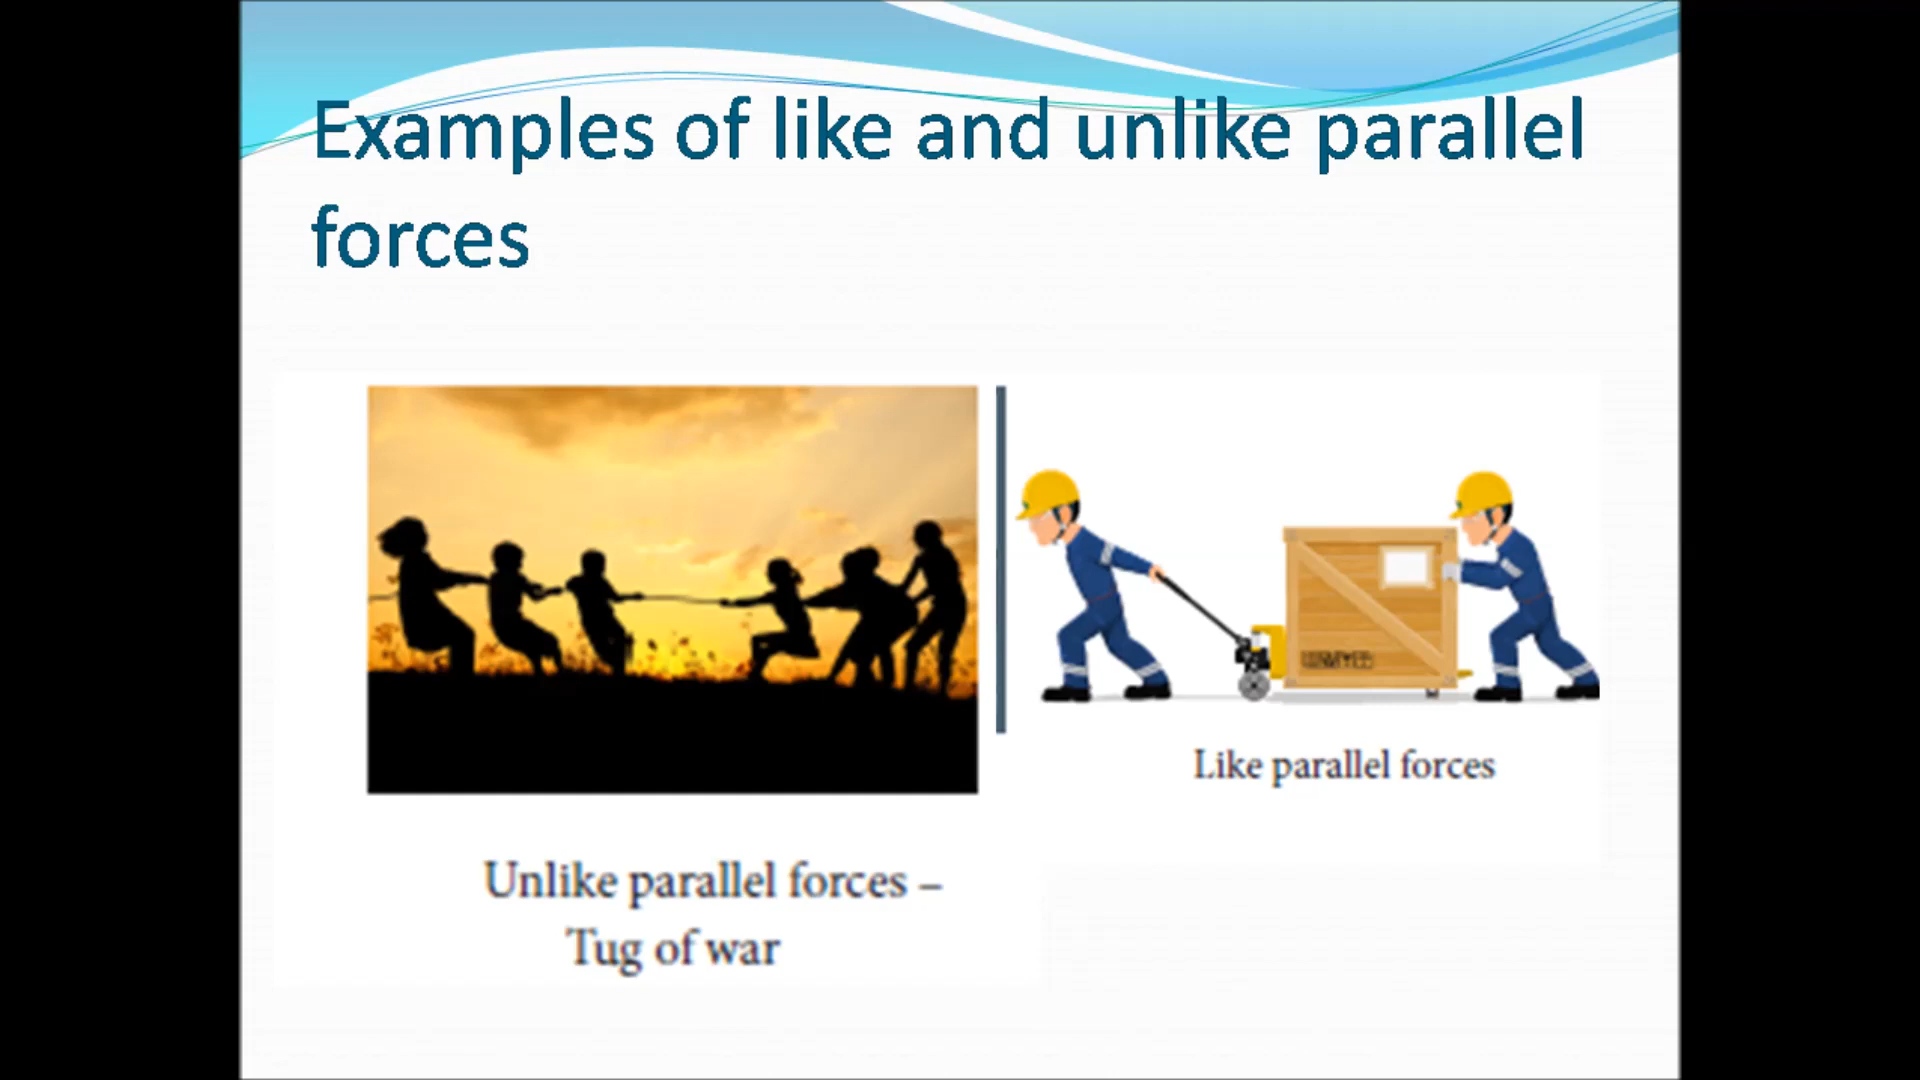 Examples of like and unlike parallel
forces
Like parallel forces
Unlike parallel forces –
Tug of war